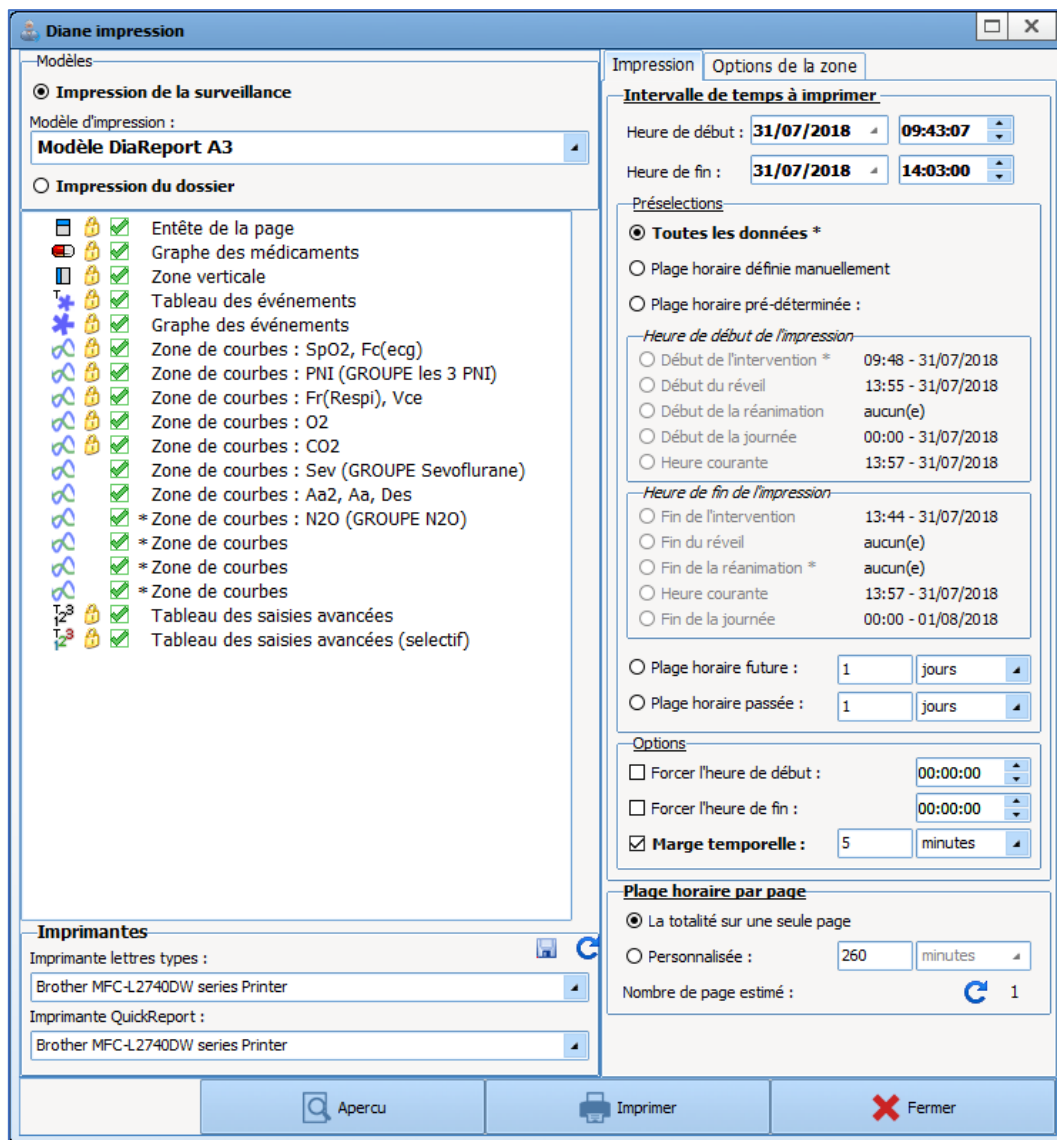 Diane impression
Modèles
Impression de la surveillance
Modèle d'impression :
Modèle DiaReport A3
Impression du dossier
Entête de la page
Graphe des médicaments
Zone verticale
Tableau des événements
Graphe des événements
Zone de courbes : SpO2, Fc(ecg)
Zone de courbes : PNI (GROUPE les 3 PNI)
Zone de courbes : Fr(Respi), Vce
Zone de courbes : O2
Zone de courbes : CO2
Zone de courbes : Sev (GROUPE Sevoflurane)
Zone de courbes : Aa2, Aa, Des
* Zone de courbes : N2O (GROUPE N2O)
* Zone de courbes
* Zone de courbes
* Zone de courbes
Tableau des saisies avancées
Tableau des saisies avancées (selectif)
Imprimantes
Imprimante lettres types :
Brother MFC-L2740DW series Printer
Imprimante QuickReport :
Brother MFC-L2740DW series Printer
Impression Options de la zone
Intervalle de temps à imprimer
Heure de début : 31/07/2018 09:43:07
Heure de fin : 31/07/2018 14:03:00
Préselections
Toutes les données *
Plage horaire définie manuellement
Plage horaire pré-déterminée :
Heure de début de l'impression
Début de l'intervention * 09:48 - 31/07/2018
Début du réveil 13:55 - 31/07/2018
Début de la réanimation aucun(e)
Début de la journée 00:00 - 31/07/2018
Heure courante 13:57 - 31/07/2018
Heure de fin de l'impression
Fin de l'intervention 13:44 - 31/07/2018
Fin du réveil aucun(e)
Fin de la réanimation * aucun(e)
Heure courante 13:57 - 31/07/2018
Fin de la journée 00:00 - 01/08/2018
Plage horaire future : 1 jours
Plage horaire passée : 1 jours
Options
Forcer l'heure de début : 00:00:00
Forcer l'heure de fin : 00:00:00
Marge temporelle : 5 minutes
Plage horaire par page
La totalité sur une seule page
Personnalisée : 260 minutes
Nombre de page estimé : 1
Apercu Imprimer Fermer